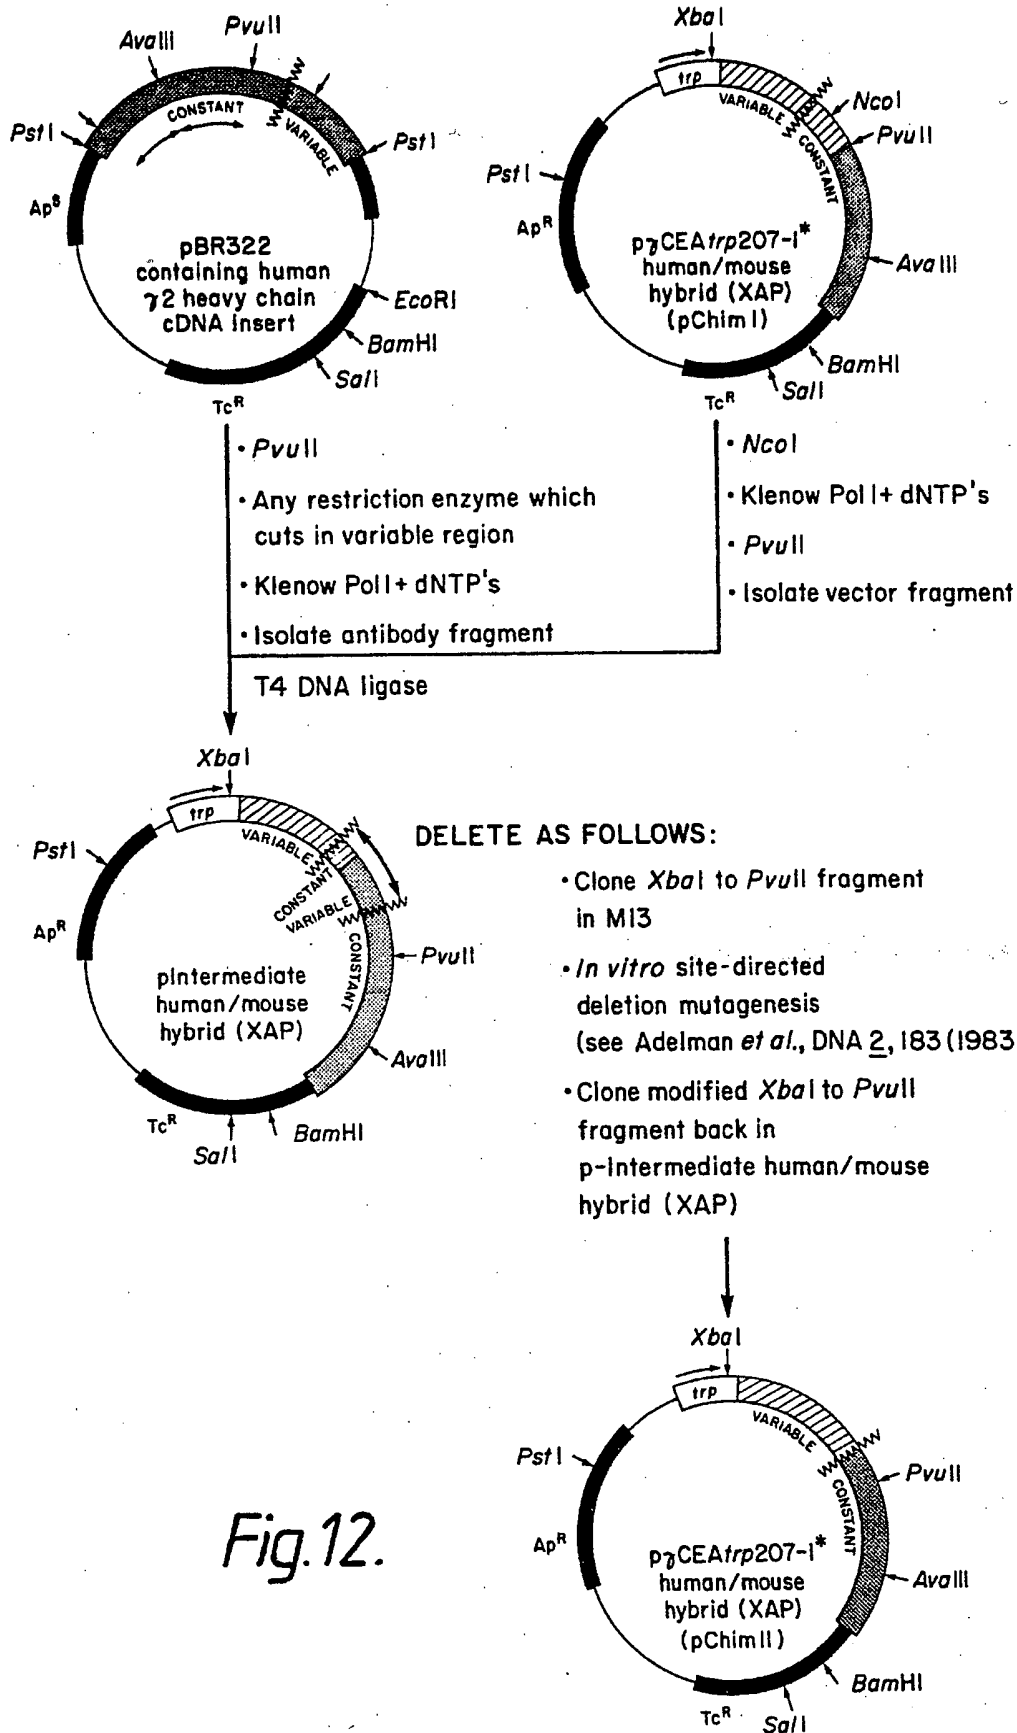 AvaIII
PvuII
PstI
CONSTANT
VARIABLE
PstI
Ap^S
pBR322
containing human
γ2 heavy chain
cDNA insert
EcoRI
BamHI
SalI
Tc^R
XbaI
trp
VARIABLE
NcoI
PvuII
CONSTANT
PstI
Ap^R
pγCEAtrp207-1*
human/mouse
hybrid (XAP)
(pChim I)
AvaIII
BamHI
SalI
Tc^R
• PvuII
• Any restriction enzyme which
cuts in variable region
• Klenow Pol I + dNTP's
• Isolate antibody fragment
• NcoI
• Klenow Pol I + dNTP's
• PvuII
• Isolate vector fragment
T4 DNA ligase
XbaI
trp
VARIABLE
CONSTANT
VARIABLE
CONSTANT
PstI
Ap^R
pIntermediate
human/mouse
hybrid (XAP)
PvuII
AvaIII
BamHI
SalI
Tc^R
DELETE AS FOLLOWS:
• Clone XbaI to PvuII fragment
in M13
• In vitro site-directed
deletion mutagenesis
(see Adelman et al., DNA 2, 183 (1983
• Clone modified XbaI to PvuII
fragment back in
p-Intermediate human/mouse
hybrid (XAP)
XbaI
trp
VARIABLE
CONSTANT
PstI
PvuII
Ap^R
pγCEAtrp207-1*
human/mouse
hybrid (XAP)
(pChim II)
AvaIII
BamHI
SalI
Tc^R
Fig.12.